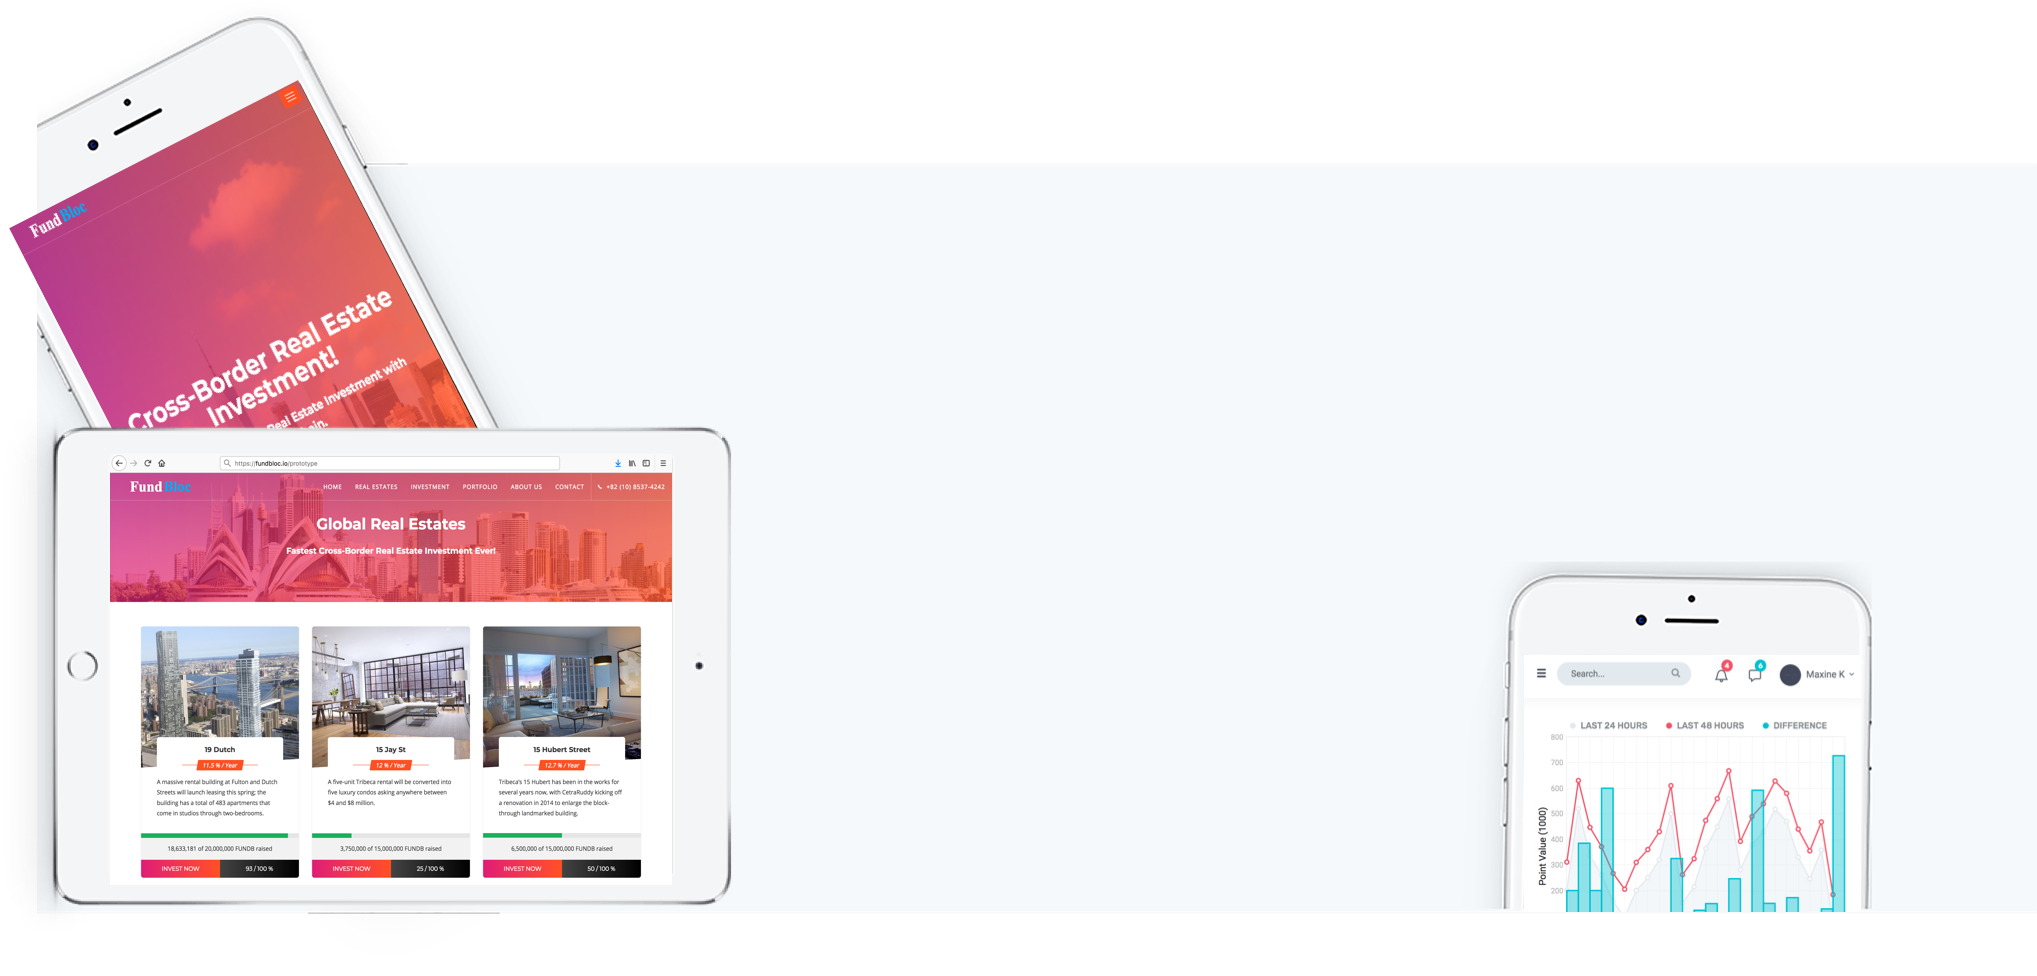 Fund Bloc
Cross-Border Real Estate
Investment!
Real Estate Investment with
https://fundbloc.io/prototype
Fund Bloc
HOME REAL ESTATES INVESTMENT PORTFOLIO ABOUT US CONTACT +82 (10) 8537-4242
Global Real Estates
Fastest Cross-Border Real Estate Investment Ever!
19 Dutch
11.5 % / Year
A massive rental building at Fulton and Dutch
Streets will launch leasing this spring; the
building has a total of 483 apartments that
come in studios through two-bedrooms.
18,633,181 of 20,000,000 FUNDB raised
INVEST NOW 93 / 100 %
15 Jay St
12 % / Year
A five-unit Tribeca rental will be converted into
five luxury condos asking anywhere between
$4 and $8 million.
3,750,000 of 15,000,000 FUNDB raised
INVEST NOW 25 / 100 %
15 Hubert Street
12.7 % / Year
Tribeca's 15 Hubert has been in the works for
several years now, with CetraRuddy kicking off
a renovation in 2014 to enlarge the block-
through landmarked building.
6,500,000 of 15,000,000 FUNDB raised
INVEST NOW 50 / 100 %
Search... 4 6 Maxine K
LAST 24 HOURS LAST 48 HOURS DIFFERENCE
Point Value (1000)
800
700
600
500
400
300
200